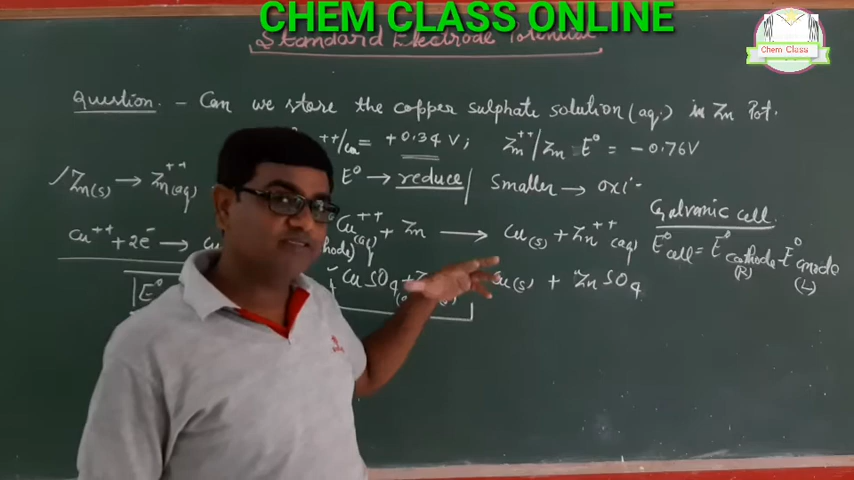 CHEM CLASS ONLINE
Chem Class
Standard Electrode Potential
Question. - Can we store the copper sulphate solution (aq.) in Zn Pot.
++/Cu = +0.34 V; Zn++/Zn E° = -0.76V
Zn(s) → Zn++(aq) E° → reduce / smaller → oxi-
Galvanic cell
Cu++(aq) + Zn → Cu(s) + Zn++(aq) E°cell = E°cathode - E°anode
(R) (L)
Cu++ + 2e- →
CuSO4 + Cu(s) + ZnSO4
E°